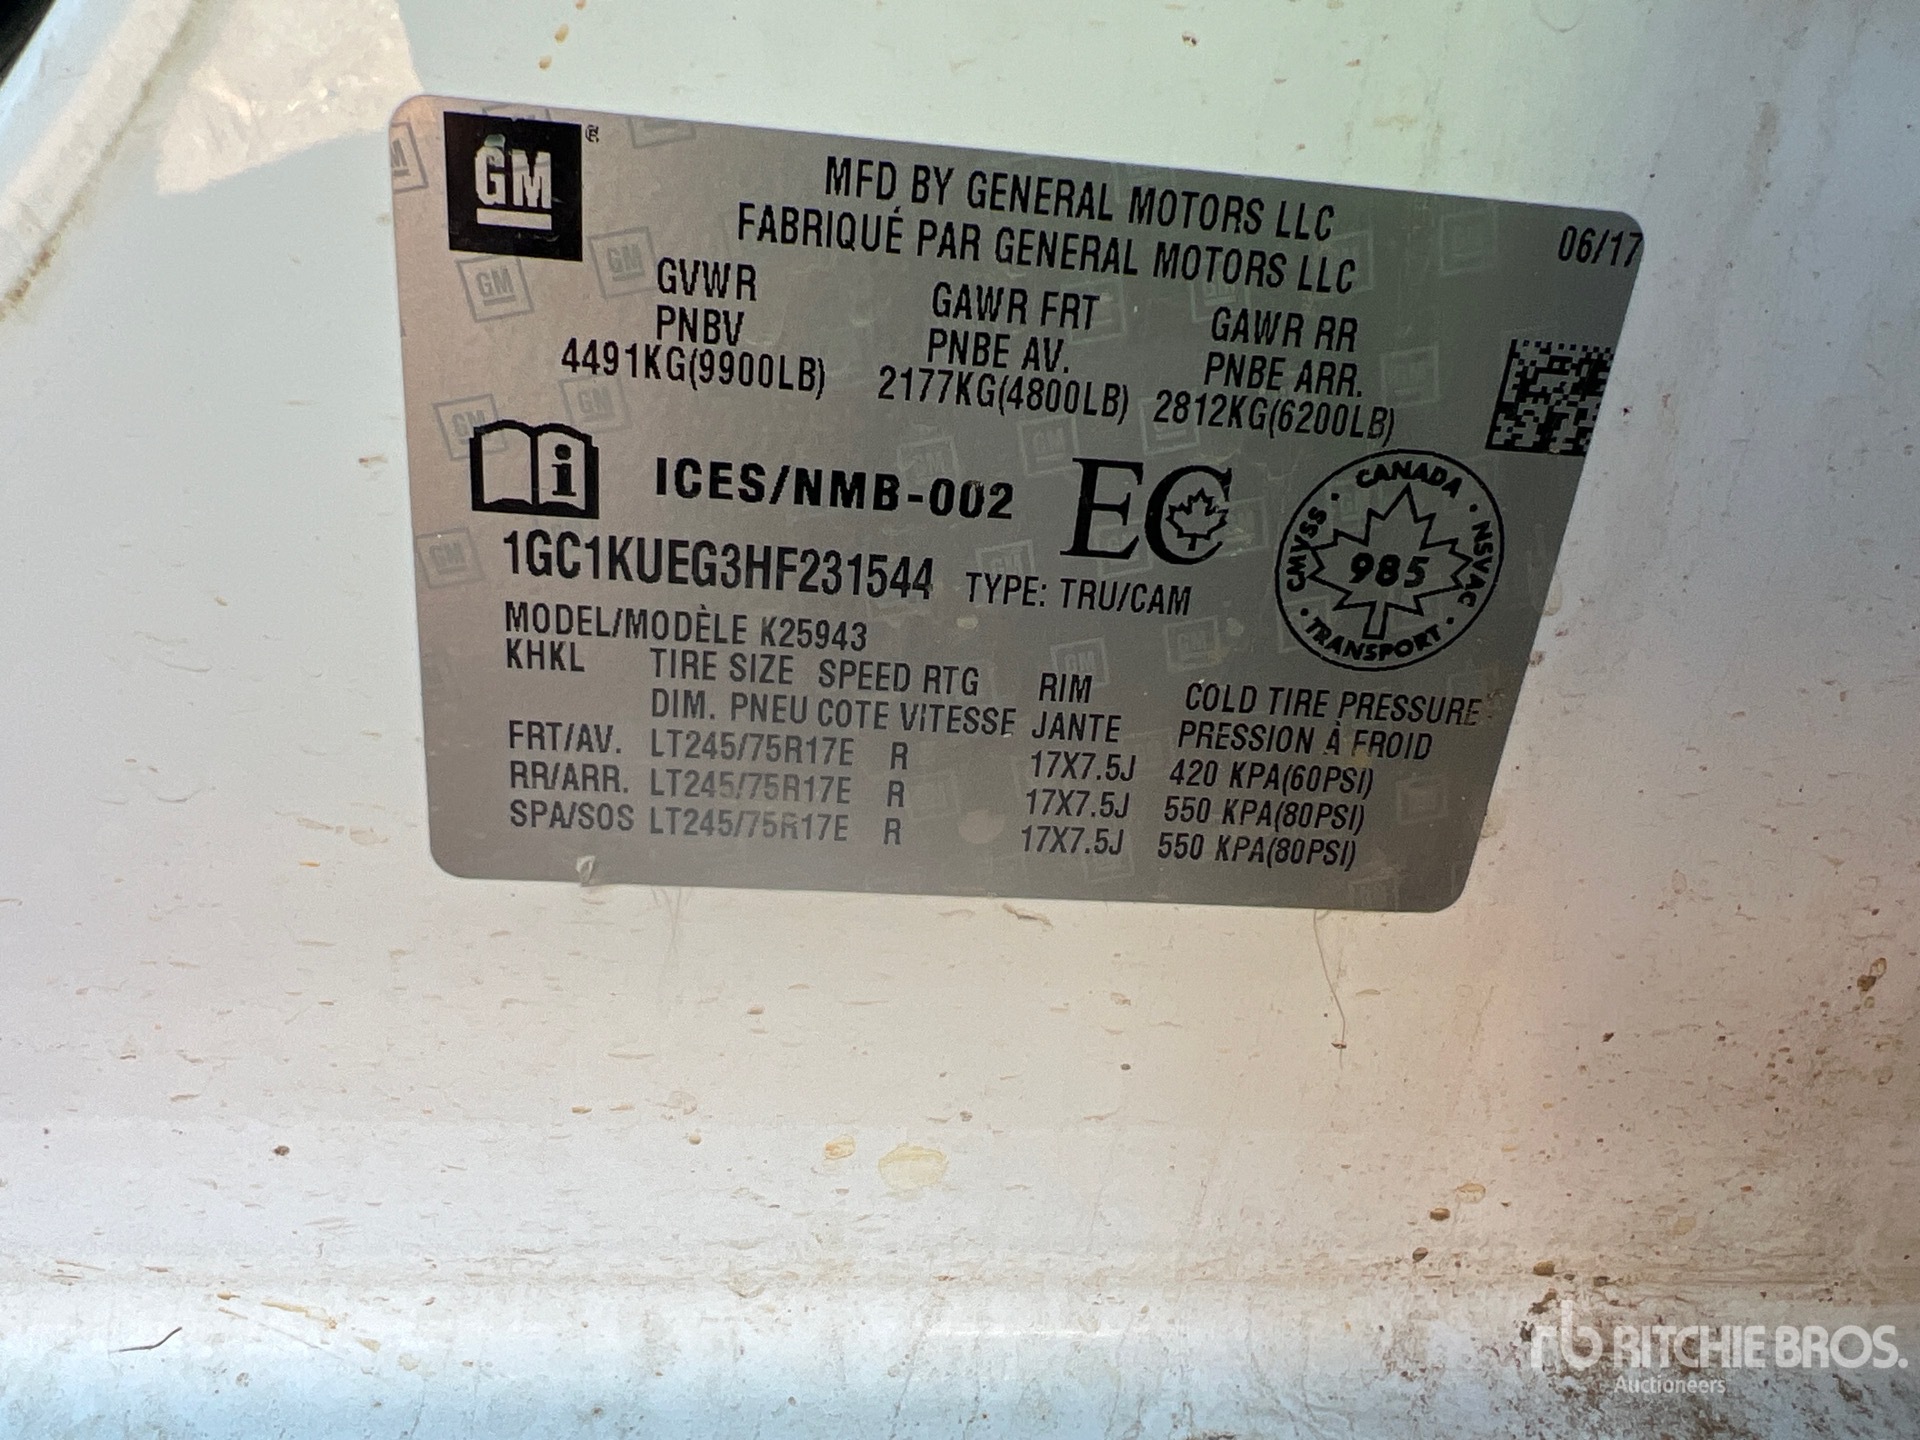 GM
MFD BY GENERAL MOTORS LLC
FABRIQUÉ PAR GENERAL MOTORS LLC
06/17
GVWR GAWR FRT GAWR RR
PNBV PNBE AV. PNBE ARR.
4491KG(9900LB) 2177KG(4800LB) 2812KG(6200LB)
i ICES/NMB-002 EC
CANADA · NSVAC · TRANSPORT · CMVSS ·
985
1GC1KUEG3HF231544 TYPE: TRU/CAM
MODEL/MODÈLE K25943
KHKL TIRE SIZE SPEED RTG RIM COLD TIRE PRESSURE
DIM. PNEU COTE VITESSE JANTE PRESSION À FROID
FRT/AV. LT245/75R17E R 17X7.5J 420 KPA(60PSI)
RR/ARR. LT245/75R17E R 17X7.5J 550 KPA(80PSI)
SPA/SOS LT245/75R17E R 17X7.5J 550 KPA(80PSI)
rb RITCHIE BROS.
Auctioneers